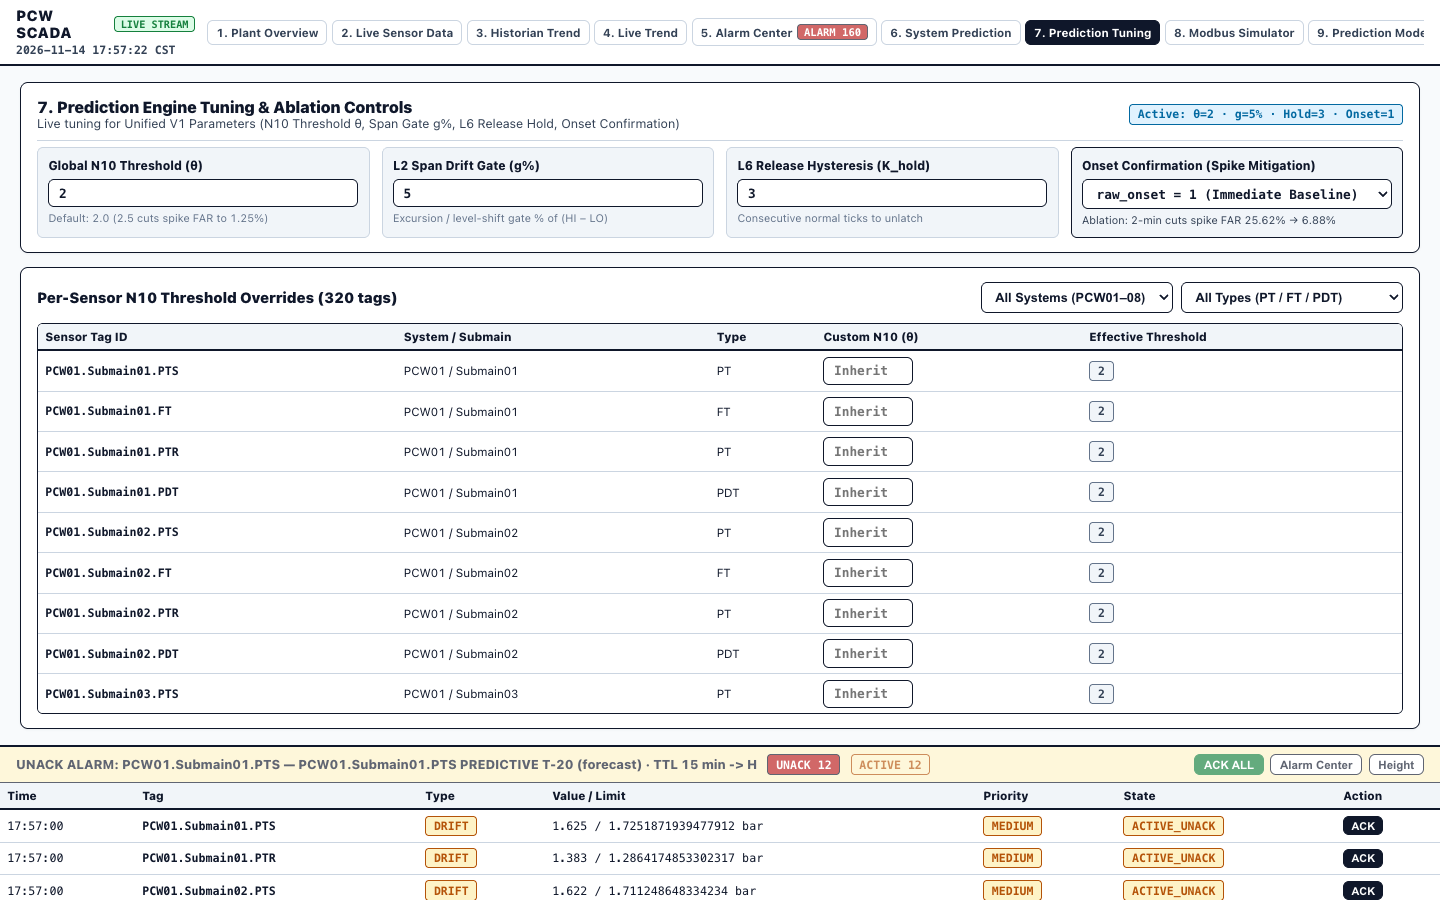 PCW SCADA
LIVE STREAM
2026-11-14 17:57:22 CST
1. Plant Overview
2. Live Sensor Data
3. Historian Trend
4. Live Trend
5. Alarm Center ALARM 160
6. System Prediction
7. Prediction Tuning
8. Modbus Simulator
9. Prediction Mode
7. Prediction Engine Tuning & Ablation Controls
Live tuning for Unified V1 Parameters (N10 Threshold θ, Span Gate g%, L6 Release Hold, Onset Confirmation)
Active: θ=2 · g=5% · Hold=3 · Onset=1
Global N10 Threshold (θ)
2
Default: 2.0 (2.5 cuts spike FAR to 1.25%)
L2 Span Drift Gate (g%)
5
Excursion / level-shift gate % of (HI – LO)
L6 Release Hysteresis (K_hold)
3
Consecutive normal ticks to unlatch
Onset Confirmation (Spike Mitigation)
raw_onset = 1 (Immediate Baseline)
Ablation: 2-min cuts spike FAR 25.62% → 6.88%
Per-Sensor N10 Threshold Overrides (320 tags)
All Systems (PCW01–08)
All Types (PT / FT / PDT)
Sensor Tag ID System / Submain Type Custom N10 (θ) Effective Threshold
PCW01.Submain01.PTS PCW01 / Submain01 PT Inherit 2
PCW01.Submain01.FT PCW01 / Submain01 FT Inherit 2
PCW01.Submain01.PTR PCW01 / Submain01 PT Inherit 2
PCW01.Submain01.PDT PCW01 / Submain01 PDT Inherit 2
PCW01.Submain02.PTS PCW01 / Submain02 PT Inherit 2
PCW01.Submain02.FT PCW01 / Submain02 FT Inherit 2
PCW01.Submain02.PTR PCW01 / Submain02 PT Inherit 2
PCW01.Submain02.PDT PCW01 / Submain02 PDT Inherit 2
PCW01.Submain03.PTS PCW01 / Submain03 PT Inherit 2
UNACK ALARM: PCW01.Submain01.PTS — PCW01.Submain01.PTS PREDICTIVE T-20 (forecast) · TTL 15 min -> H UNACK 12 ACTIVE 12 ACK ALL Alarm Center Height
Time Tag Type Value / Limit Priority State Action
17:57:00 PCW01.Submain01.PTS DRIFT 1.625 / 1.7251871939477912 bar MEDIUM ACTIVE_UNACK ACK
17:57:00 PCW01.Submain01.PTR DRIFT 1.383 / 1.2864174853302317 bar MEDIUM ACTIVE_UNACK ACK
17:57:00 PCW01.Submain02.PTS DRIFT 1.622 / 1.711248648334234 bar MEDIUM ACTIVE_UNACK ACK